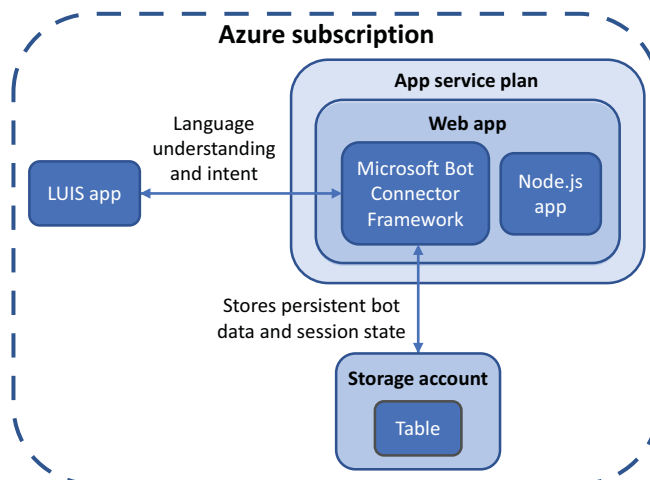 Azure subscription
App service plan
Web app
Language
understanding
and intent
LUIS app
Microsoft Bot
Connector
Framework
Node.js
app
Stores persistent bot
data and session state
Storage account
Table